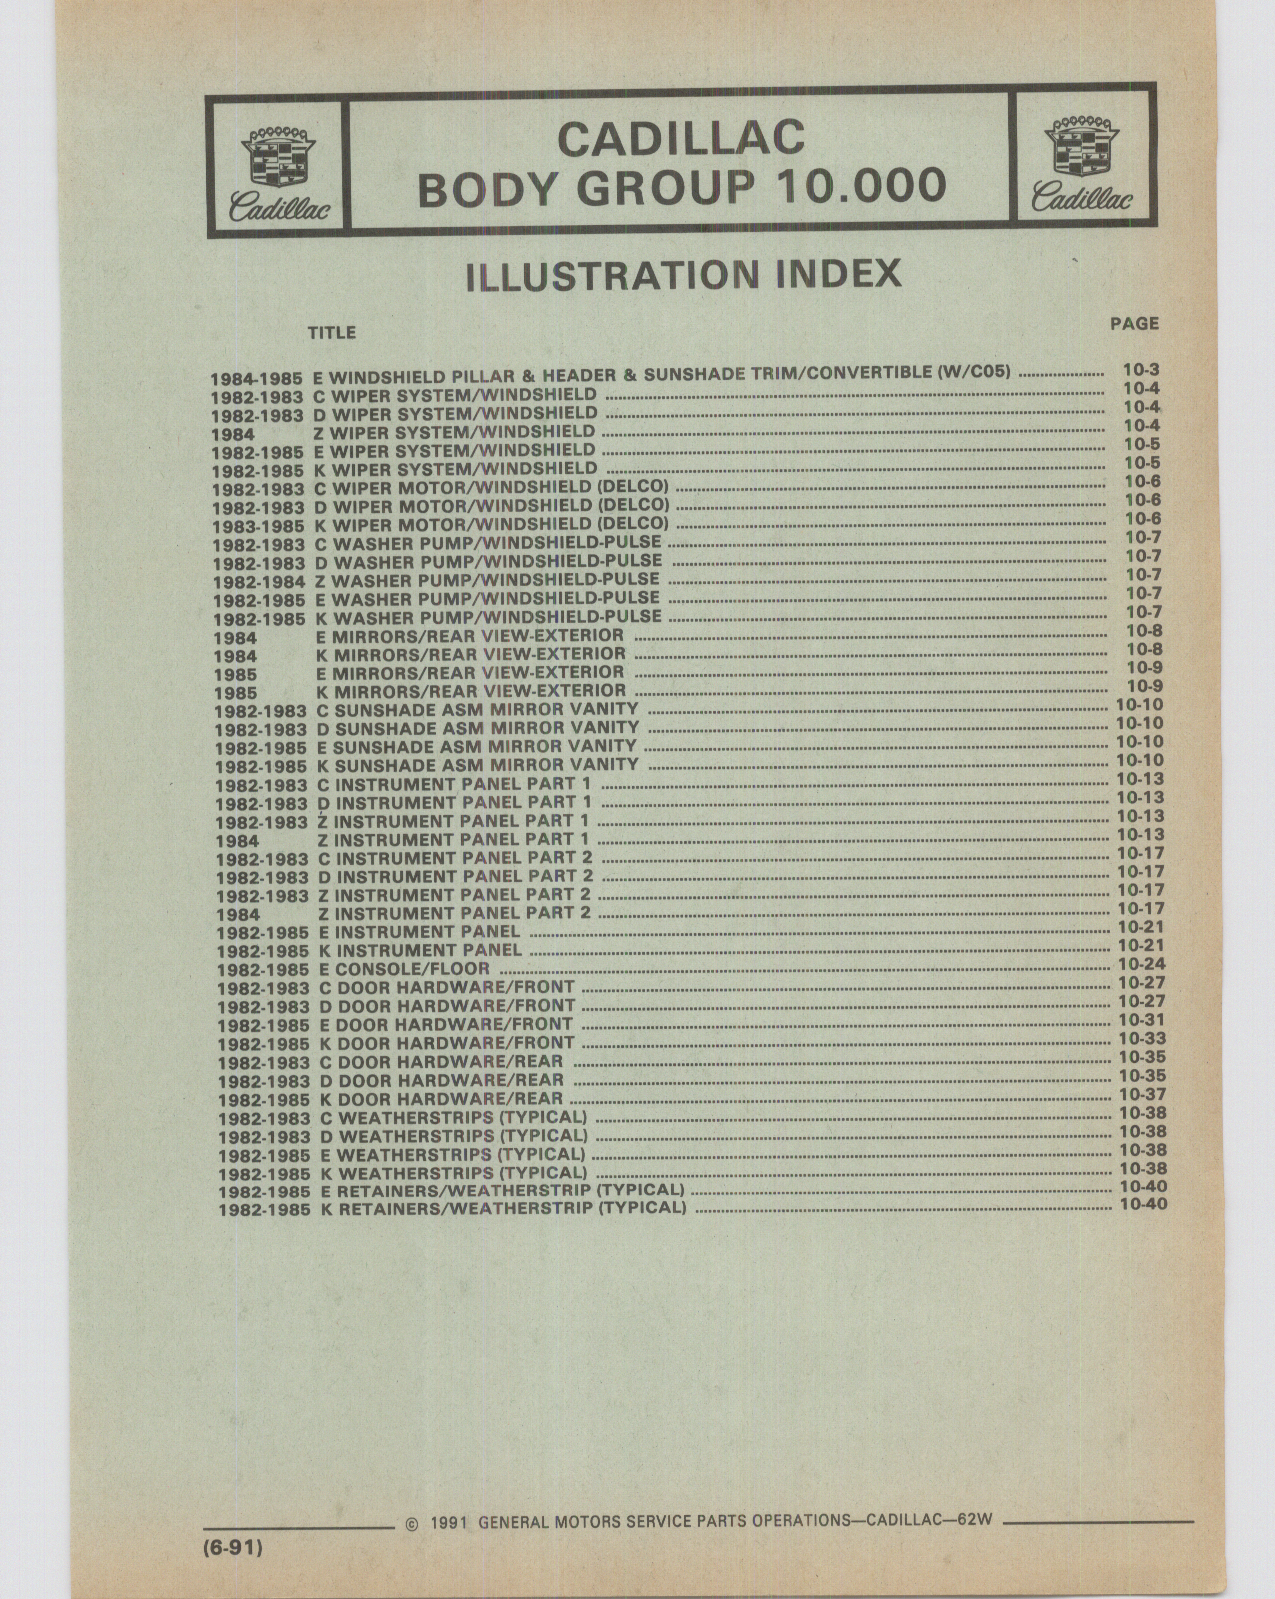 Cadillac
CADILLAC
BODY GROUP 10.000
Cadillac
ILLUSTRATION INDEX
TITLE PAGE
1984-1985 E WINDSHIELD PILLAR & HEADER & SUNSHADE TRIM/CONVERTIBLE (W/C05) 10-3
1982-1983 C WIPER SYSTEM/WINDSHIELD 10-4
1982-1983 D WIPER SYSTEM/WINDSHIELD 10-4
1984 Z WIPER SYSTEM/WINDSHIELD 10-4
1982-1985 E WIPER SYSTEM/WINDSHIELD 10-5
1982-1985 K WIPER SYSTEM/WINDSHIELD 10-5
1982-1983 C WIPER MOTOR/WINDSHIELD (DELCO) 10-6
1982-1983 D WIPER MOTOR/WINDSHIELD (DELCO) 10-6
1983-1985 K WIPER MOTOR/WINDSHIELD (DELCO) 10-6
1982-1983 C WASHER PUMP/WINDSHIELD-PULSE 10-7
1982-1983 D WASHER PUMP/WINDSHIELD-PULSE 10-7
1982-1984 Z WASHER PUMP/WINDSHIELD-PULSE 10-7
1982-1985 E WASHER PUMP/WINDSHIELD-PULSE 10-7
1982-1985 K WASHER PUMP/WINDSHIELD-PULSE 10-7
1984 E MIRRORS/REAR VIEW-EXTERIOR 10-8
1984 K MIRRORS/REAR VIEW-EXTERIOR 10-8
1985 E MIRRORS/REAR VIEW-EXTERIOR 10-9
1985 K MIRRORS/REAR VIEW-EXTERIOR 10-9
1982-1983 C SUNSHADE ASM MIRROR VANITY 10-10
1982-1983 D SUNSHADE ASM MIRROR VANITY 10-10
1982-1985 E SUNSHADE ASM MIRROR VANITY 10-10
1982-1985 K SUNSHADE ASM MIRROR VANITY 10-10
1982-1983 C INSTRUMENT PANEL PART 1 10-13
1982-1983 D INSTRUMENT PANEL PART 1 10-13
1982-1983 Z INSTRUMENT PANEL PART 1 10-13
1984 Z INSTRUMENT PANEL PART 1 10-13
1982-1983 C INSTRUMENT PANEL PART 2 10-17
1982-1983 D INSTRUMENT PANEL PART 2 10-17
1982-1983 Z INSTRUMENT PANEL PART 2 10-17
1984 Z INSTRUMENT PANEL PART 2 10-17
1982-1985 E INSTRUMENT PANEL 10-21
1982-1985 K INSTRUMENT PANEL 10-21
1982-1985 E CONSOLE/FLOOR 10-24
1982-1983 C DOOR HARDWARE/FRONT 10-27
1982-1983 D DOOR HARDWARE/FRONT 10-27
1982-1985 E DOOR HARDWARE/FRONT 10-31
1982-1985 K DOOR HARDWARE/FRONT 10-33
1982-1983 C DOOR HARDWARE/REAR 10-35
1982-1983 D DOOR HARDWARE/REAR 10-35
1982-1985 K DOOR HARDWARE/REAR 10-37
1982-1983 C WEATHERSTRIPS (TYPICAL) 10-38
1982-1983 D WEATHERSTRIPS (TYPICAL) 10-38
1982-1985 E WEATHERSTRIPS (TYPICAL) 10-38
1982-1985 K WEATHERSTRIPS (TYPICAL) 10-38
1982-1985 E RETAINERS/WEATHERSTRIP (TYPICAL) 10-40
1982-1985 K RETAINERS/WEATHERSTRIP (TYPICAL) 10-40
© 1991 GENERAL MOTORS SERVICE PARTS OPERATIONS—CADILLAC—62W
(6-91)